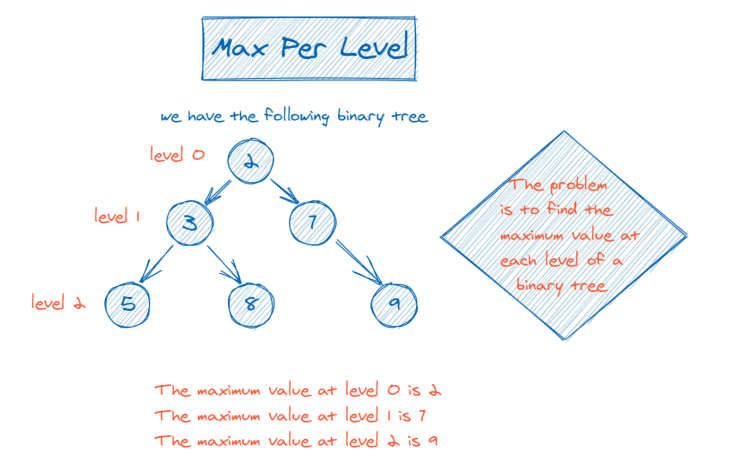 Max Per Level
we have the following binary tree
level 0
2
level 1
3
7
level 2
5
8
9
The problem
is to find the
maximum value at
each level of a
binary tree
The maximum value at level 0 is 2
The maximum value at level 1 is 7
The maximum value at level 2 is 9